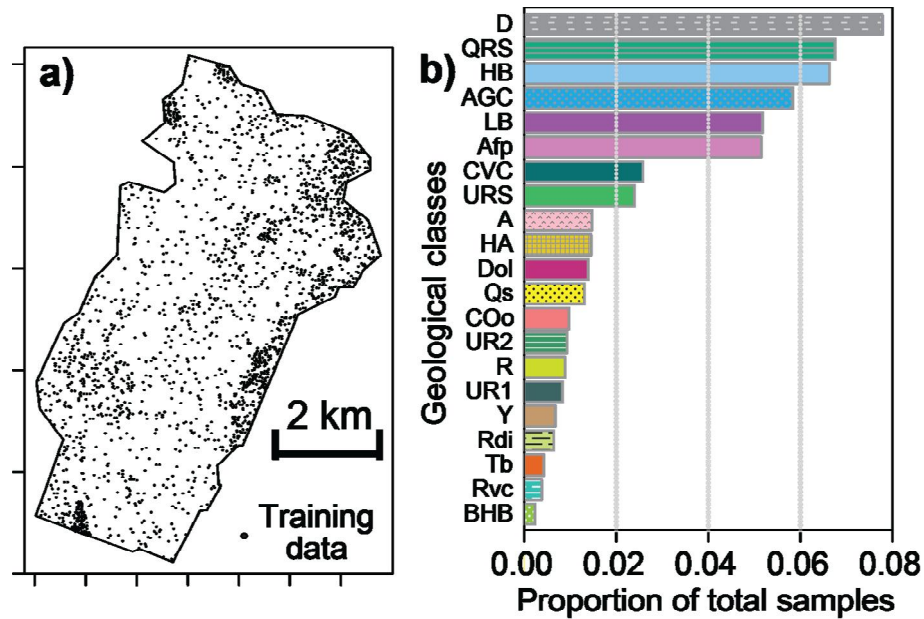 a)
2 km
Training
data
b)
Geological classes
D
QRS
HB
AGC
LB
Afp
CVC
URS
A
HA
Dol
Qs
COo
UR2
R
UR1
Y
Rdi
Tb
Rvc
BHB
0.00 0.02 0.04 0.06 0.08
Proportion of total samples